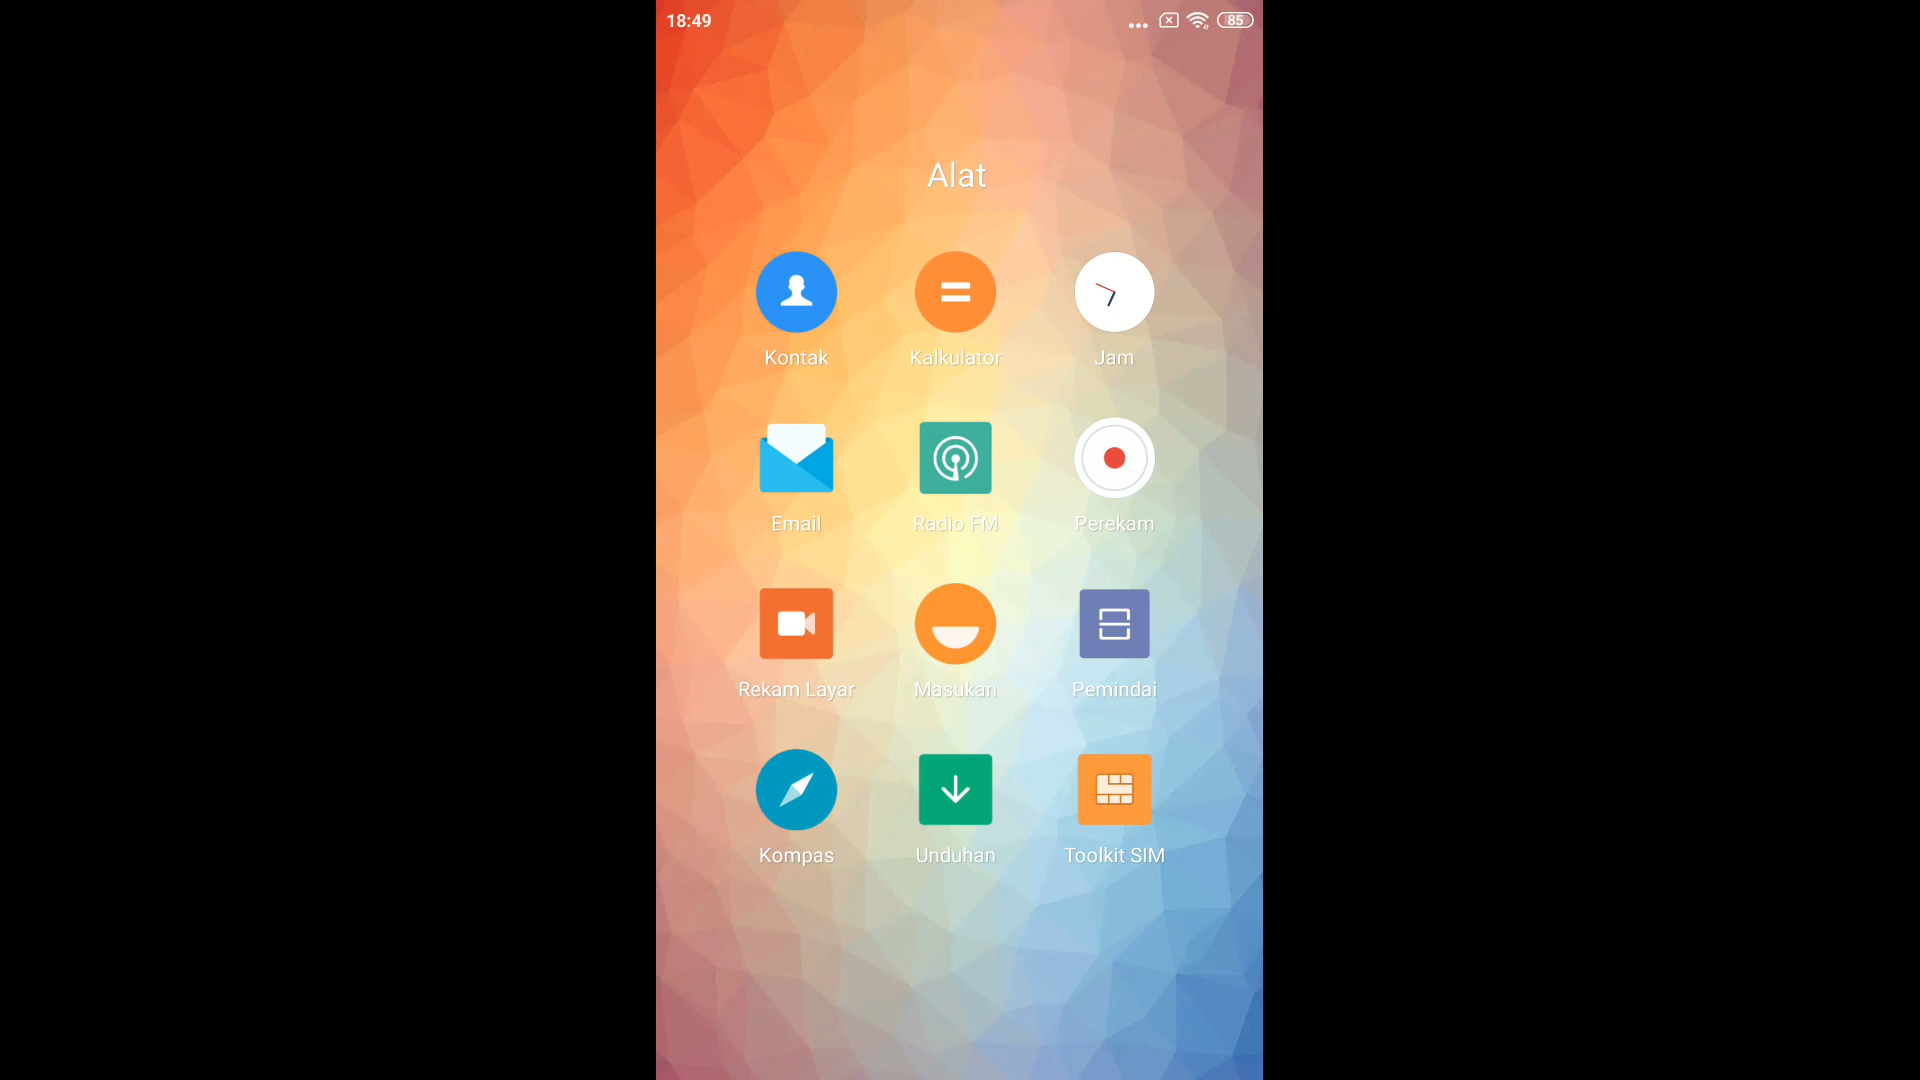 18:49
85
Alat
Kontak
Kalkulator
Jam
Email
Radio FM
Perekam
Rekam Layar
Masukan
Pemindai
Kompas
Unduhan
Toolkit SIM